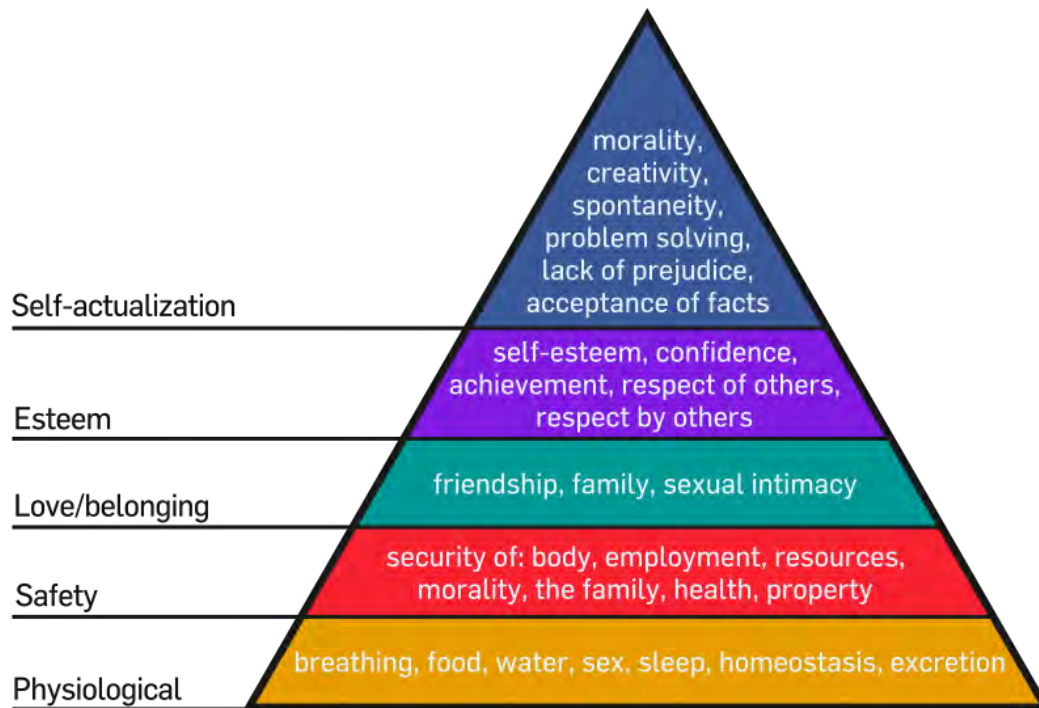 morality,
creativity,
spontaneity,
problem solving,
lack of prejudice,
acceptance of facts
Self-actualization
self-esteem, confidence,
achievement, respect of others,
respect by others
Esteem
friendship, family, sexual intimacy
Love/belonging
security of: body, employment, resources,
morality, the family, health, property
Safety
breathing, food, water, sex, sleep, homeostasis, excretion
Physiological